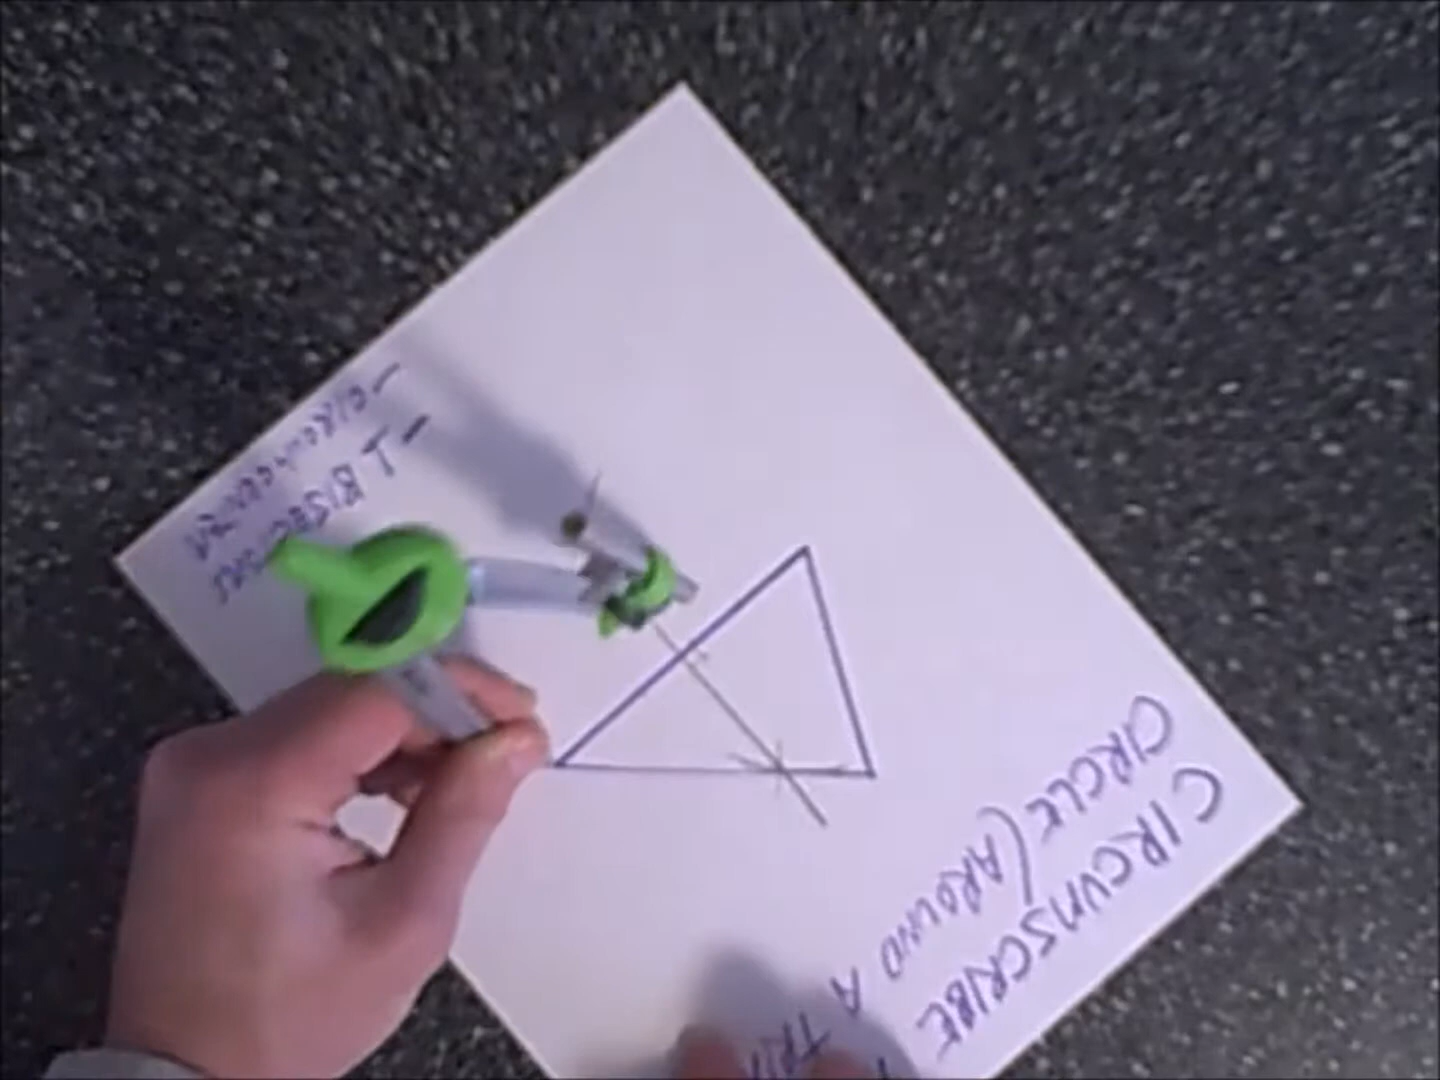 CIRCUMSCRIBE
CIRCLE (AROUND A TRI
- ⊥ BISECTORS
- CIRCUMCENTER